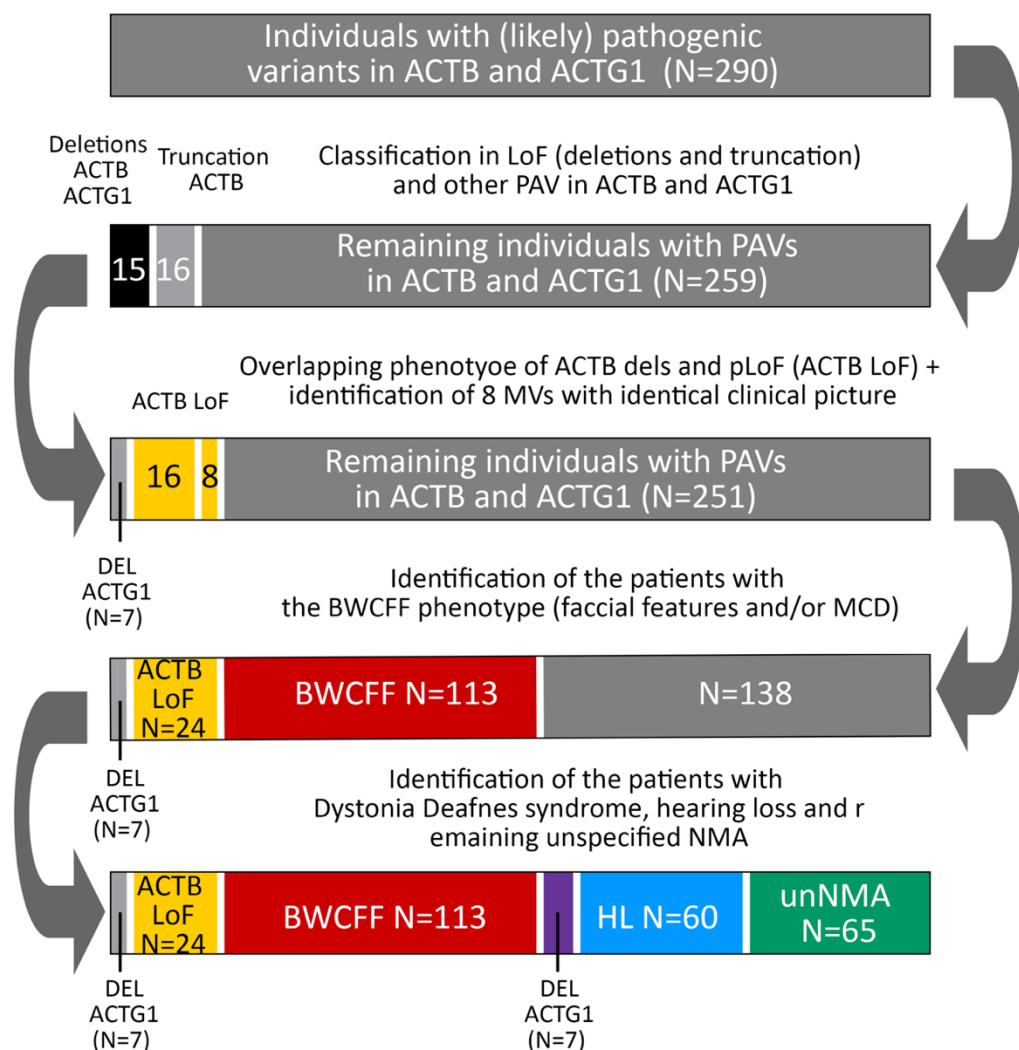 Individuals with (likely) pathogenic
variants in ACTB and ACTG1 (N=290)
Deletions
ACTB
ACTG1
Truncation
ACTB
Classification in LoF (deletions and truncation)
and other PAV in ACTB and ACTG1
15
16
Remaining individuals with PAVs
in ACTB and ACTG1 (N=259)
Overlapping phenotyoe of ACTB dels and pLoF (ACTB LoF) +
identification of 8 MVs with identical clinical picture
ACTB LoF
16
8
Remaining individuals with PAVs
in ACTB and ACTG1 (N=251)
DEL
ACTG1
(N=7)
Identification of the patients with
the BWCFF phenotype (faccial features and/or MCD)
ACTB
LoF
N=24
BWCFF N=113
N=138
DEL
ACTG1
(N=7)
Identification of the patients with
Dystonia Deafnes syndrome, hearing loss and r
emaining unspecified NMA
ACTB
LoF
N=24
BWCFF N=113
HL N=60
unNMA
N=65
DEL
ACTG1
(N=7)
DEL
ACTG1
(N=7)